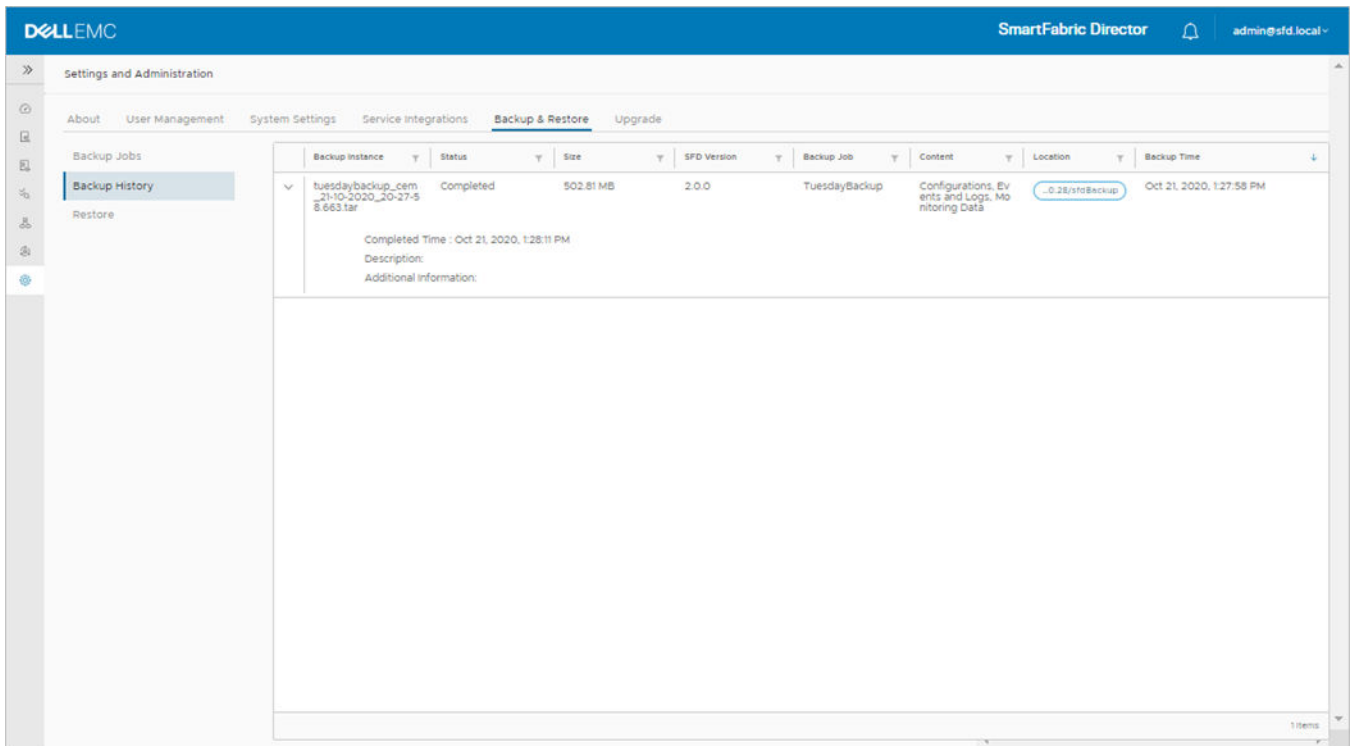 DELLEMC
SmartFabric Director
admin@sfd.local
Settings and Administration
About User Management System Settings Service Integrations Backup & Restore Upgrade
Backup Jobs
Backup History
Restore
Backup Instance Status Size SFD Version Backup Job Content Location Backup Time
tuesdaybackup_cem Completed 502.81 MB 2.0.0 TuesdayBackup Configurations, Ev ...0.28/sfdBackup Oct 21, 2020, 1:27:58 PM
_21-10-2020_20-27-5 ents and Logs, Mo
8.663.tar nitoring Data
Completed Time : Oct 21, 2020, 1:28:11 PM
Description:
Additional Information:
1 items